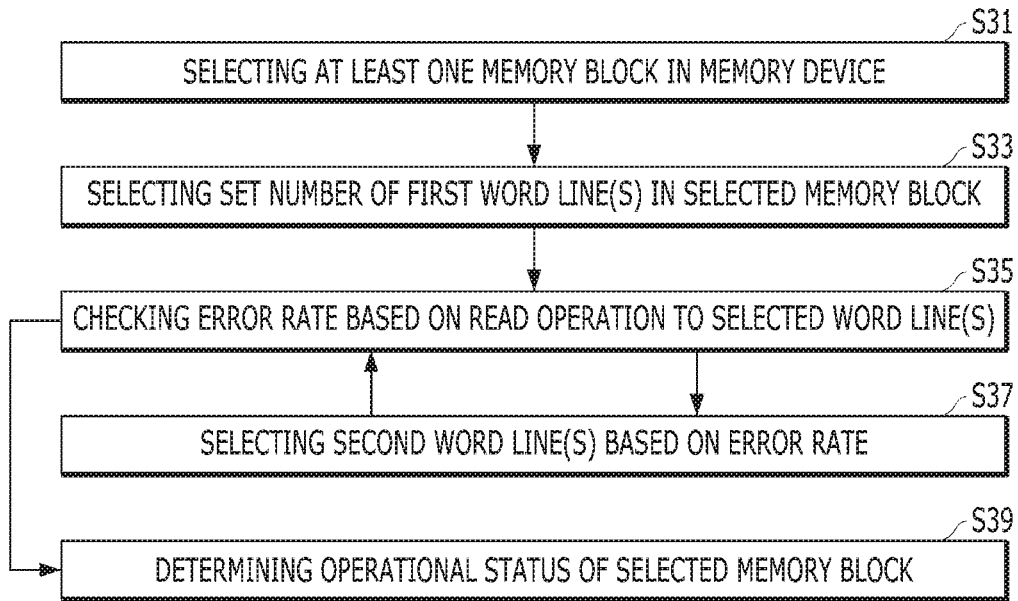 S31
SELECTING AT LEAST ONE MEMORY BLOCK IN MEMORY DEVICE
S33
SELECTING SET NUMBER OF FIRST WORD LINE(S) IN SELECTED MEMORY BLOCK
S35
CHECKING ERROR RATE BASED ON READ OPERATION TO SELECTED WORD LINE(S)
S37
SELECTING SECOND WORD LINE(S) BASED ON ERROR RATE
S39
DETERMINING OPERATIONAL STATUS OF SELECTED MEMORY BLOCK